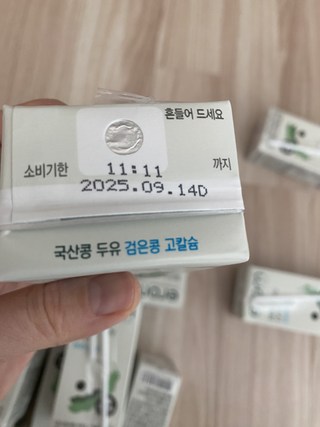 흔들어 드세요
소비기한 11:11 까지
2025.09.14D
국산콩 두유 검은콩 고칼슘